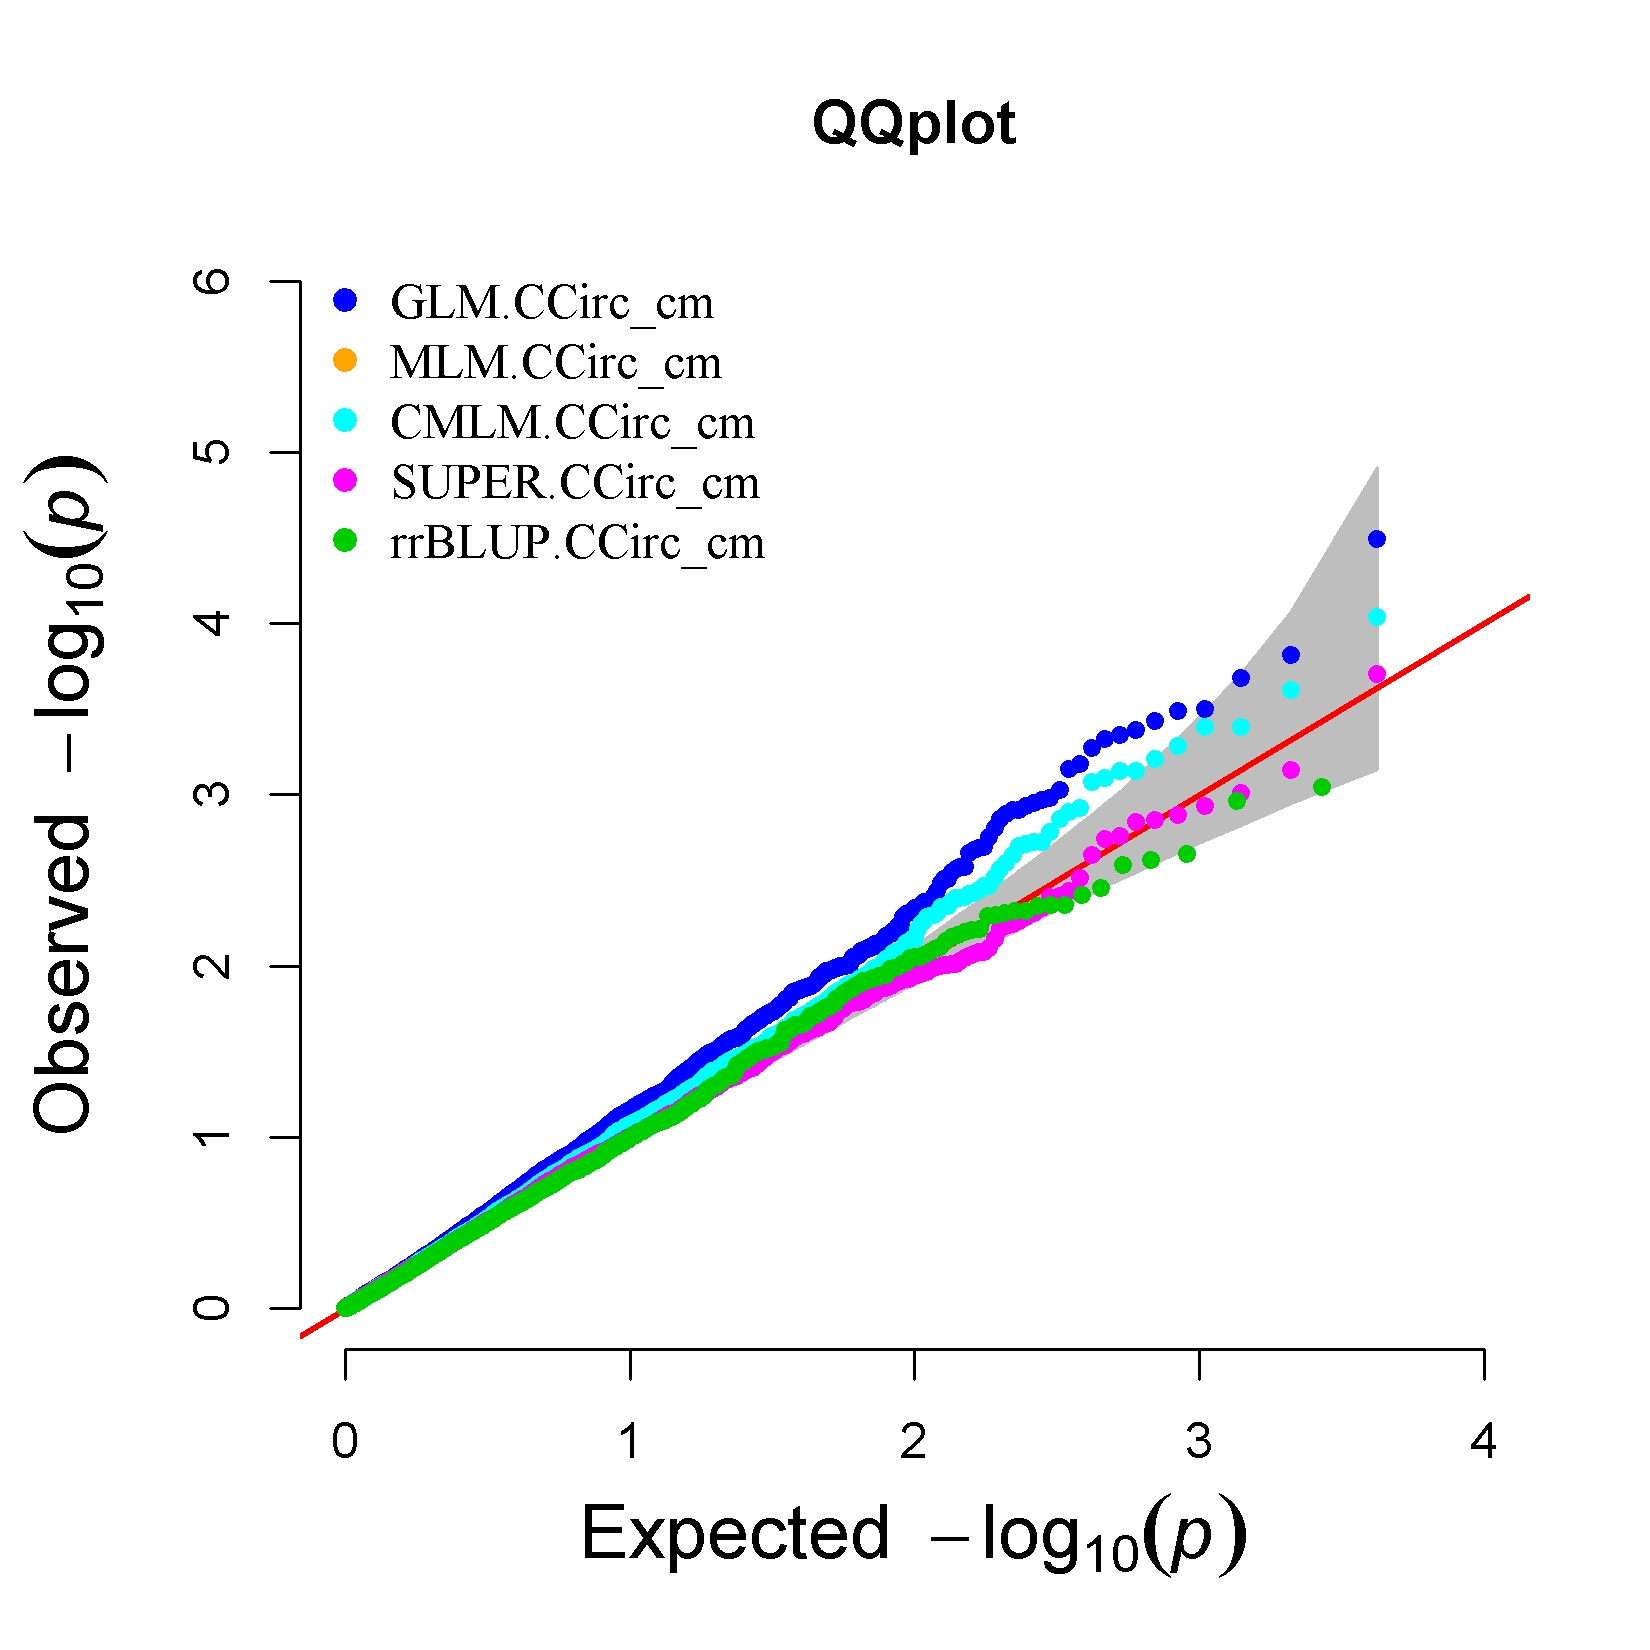 QQplot
GLM.CCirc_cm
MLM.CCirc_cm
CMLM.CCirc_cm
SUPER.CCirc_cm
rrBLUP.CCirc_cm
Observed −log₁₀(p)
6
5
4
3
2
1
0
0 1 2 3 4
Expected −log₁₀(p)